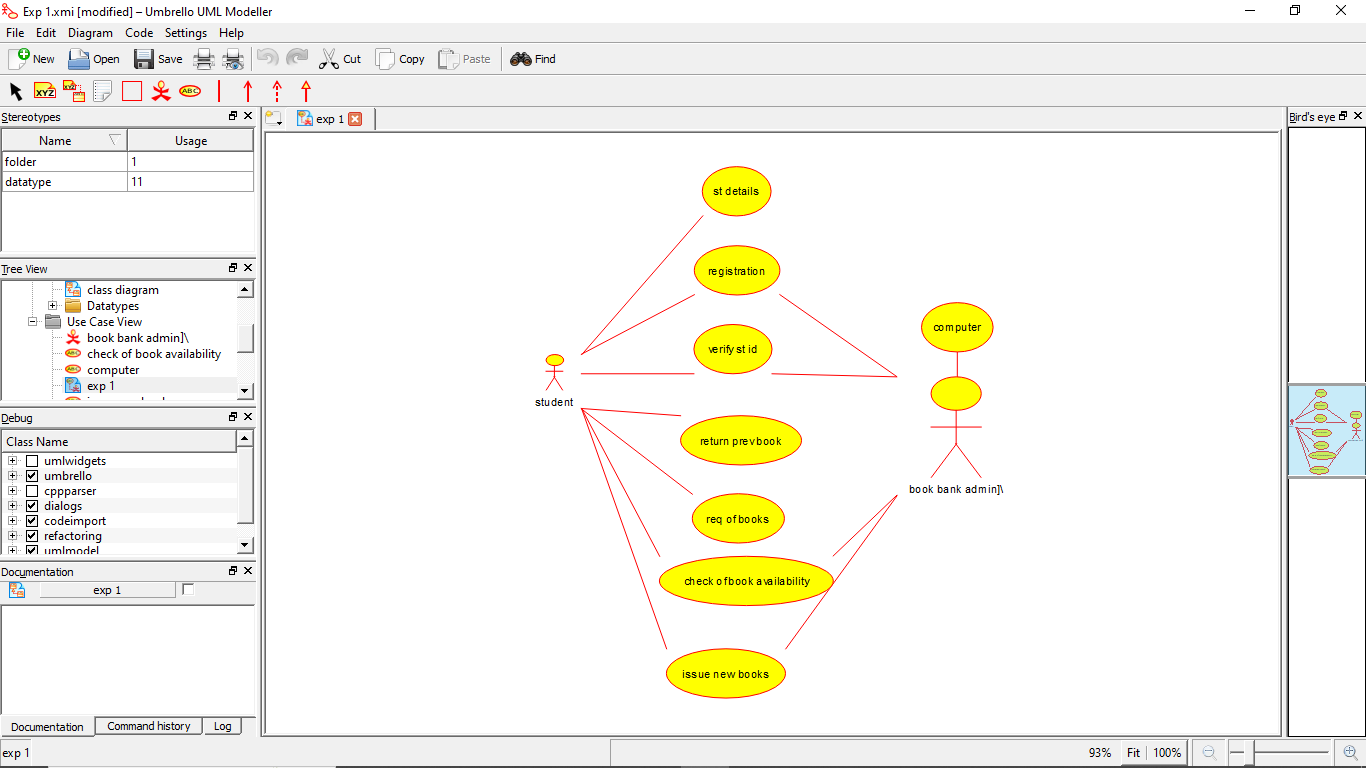 Exp 1.xmi [modified] – Umbrello UML Modeller
File Edit Diagram Code Settings Help
New Open Save Cut Copy Paste Find
XYZ XYZ ABC
Stereotypes
Name Usage
folder 1
datatype 11
Tree View
class diagram
Datatypes
Use Case View
book bank admin]\
check of book availability
computer
exp 1
Debug
Class Name
umlwidgets
umbrello
cppparser
dialogs
codeimport
refactoring
umlmodel
Documentation
exp 1
Documentation Command history Log
exp 1
exp 1
st details
registration
verify st id
student
return prev book
req of books
check of book availability
issue new books
computer
book bank admin]\
Bird's eye
93% Fit 100%